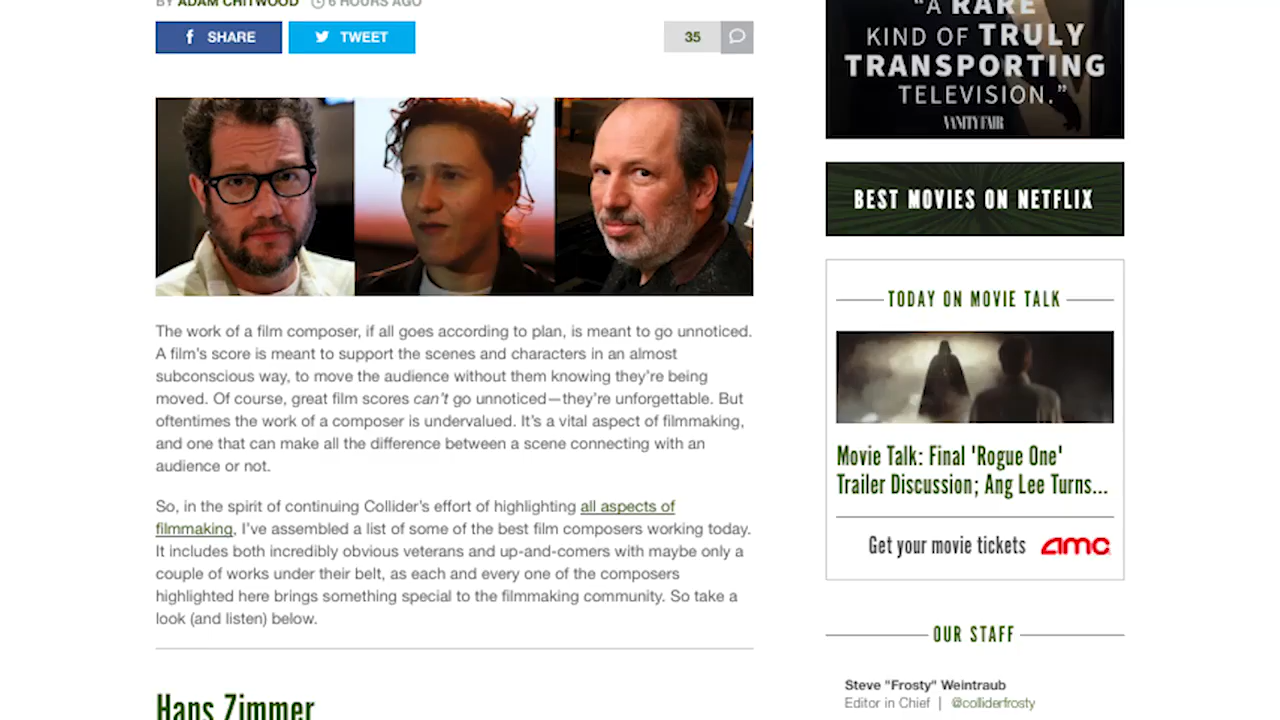 BY ADAM CHITWOOD 6 HOURS AGO
SHARE
TWEET
35
The work of a film composer, if all goes according to plan, is meant to go unnoticed.
A film's score is meant to support the scenes and characters in an almost
subconscious way, to move the audience without them knowing they're being
moved. Of course, great film scores can't go unnoticed—they're unforgettable. But
oftentimes the work of a composer is undervalued. It's a vital aspect of filmmaking,
and one that can make all the difference between a scene connecting with an
audience or not.
So, in the spirit of continuing Collider's effort of highlighting all aspects of
filmmaking, I've assembled a list of some of the best film composers working today.
It includes both incredibly obvious veterans and up-and-comers with maybe only a
couple of works under their belt, as each and every one of the composers
highlighted here brings something special to the filmmaking community. So take a
look (and listen) below.
Hans Zimmer
"A RARE
KIND OF TRULY
TRANSPORTING
TELEVISION."
VANITY FAIR
BEST MOVIES ON NETFLIX
TODAY ON MOVIE TALK
Movie Talk: Final 'Rogue One'
Trailer Discussion; Ang Lee Turns...
Get your movie tickets amc
OUR STAFF
Steve "Frosty" Weintraub
Editor in Chief | @colliderfrosty